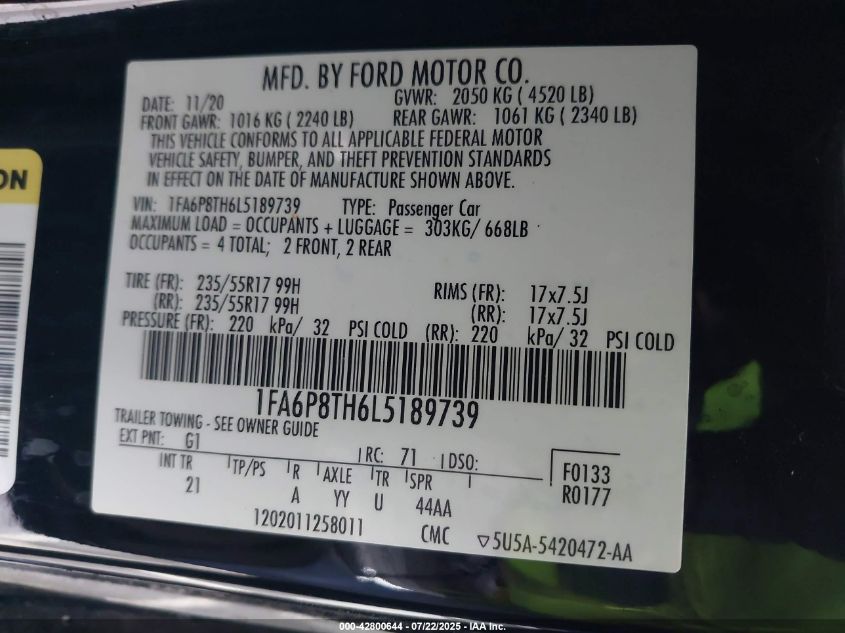 MFD. BY FORD MOTOR CO.
DATE: 11/20 GVWR: 2050 KG ( 4520 LB)
FRONT GAWR: 1016 KG ( 2240 LB) REAR GAWR: 1061 KG ( 2340 LB)
THIS VEHICLE CONFORMS TO ALL APPLICABLE FEDERAL MOTOR
VEHICLE SAFETY, BUMPER, AND THEFT PREVENTION STANDARDS
IN EFFECT ON THE DATE OF MANUFACTURE SHOWN ABOVE.
VIN: 1FA6P8TH6L5189739 TYPE: Passenger Car
MAXIMUM LOAD = OCCUPANTS + LUGGAGE = 303KG/ 668LB
OCCUPANTS = 4 TOTAL; 2 FRONT, 2 REAR
TIRE (FR): 235/55R17 99H RIMS (FR): 17x7.5J
(RR): 235/55R17 99H (RR): 17x7.5J
PRESSURE (FR): 220 kPa/ 32 PSI COLD (RR): 220 kPa/ 32 PSI COLD
1FA6P8TH6L5189739
TRAILER TOWING - SEE OWNER GUIDE
EXT PNT: G1 RC: 71 DSO:
INT TR TP/PS R AXLE TR SPR F0133
21 A YY U 44AA R0177
1202011258011 CMC 5U5A-5420472-AA
ON
000-42800644 - 07/22/2025 - IAA Inc.